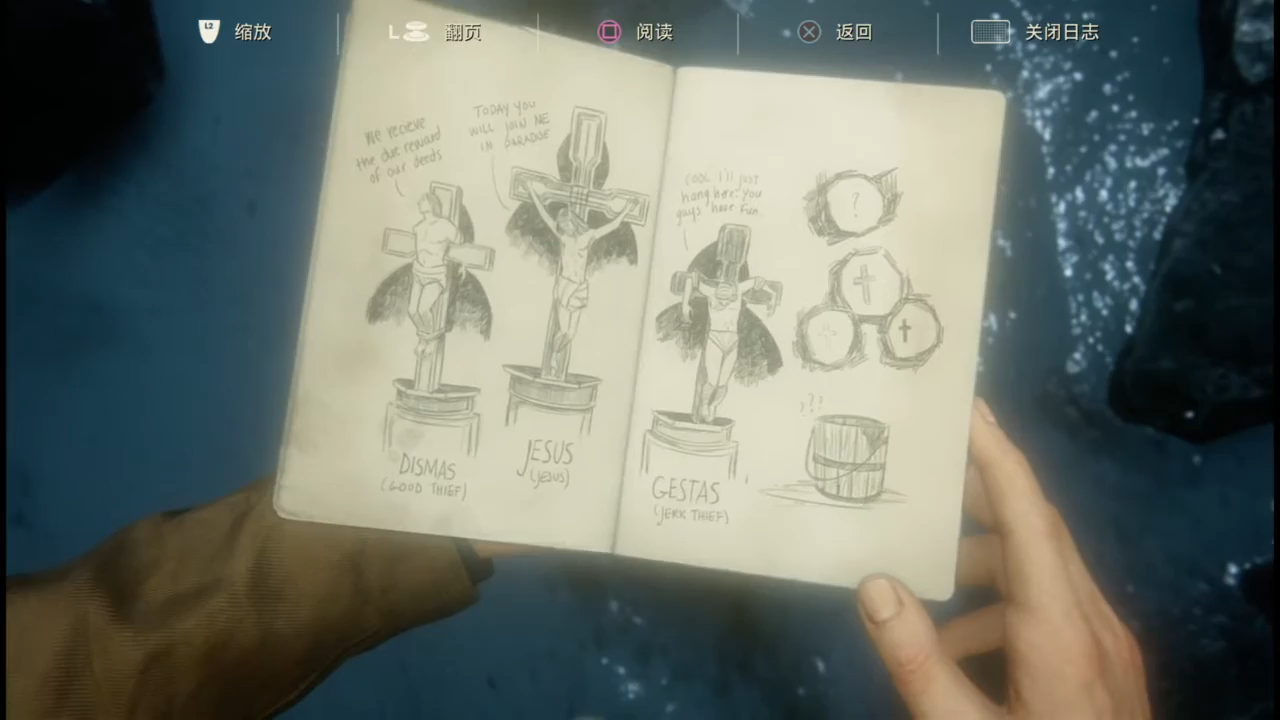 L2 缩放
L 翻页
阅读
返回
关闭日志
We recieve
the due reward
of our deeds
TODAY YOU
WILL JOIN ME
IN PARADISE
COOL I'll JUST
hang here. you
guys have fun.
?
???
DISMAS
(GOOD THIEF)
JESUS
(JESUS)
GESTAS
(JERK THIEF)